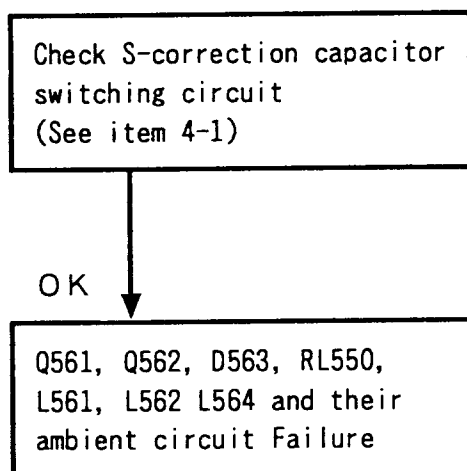 Check S-correction capacitor
switching circuit
(See item 4-1)
OK
Q561, Q562, D563, RL550,
L561, L562 L564 and their
ambient circuit Failure